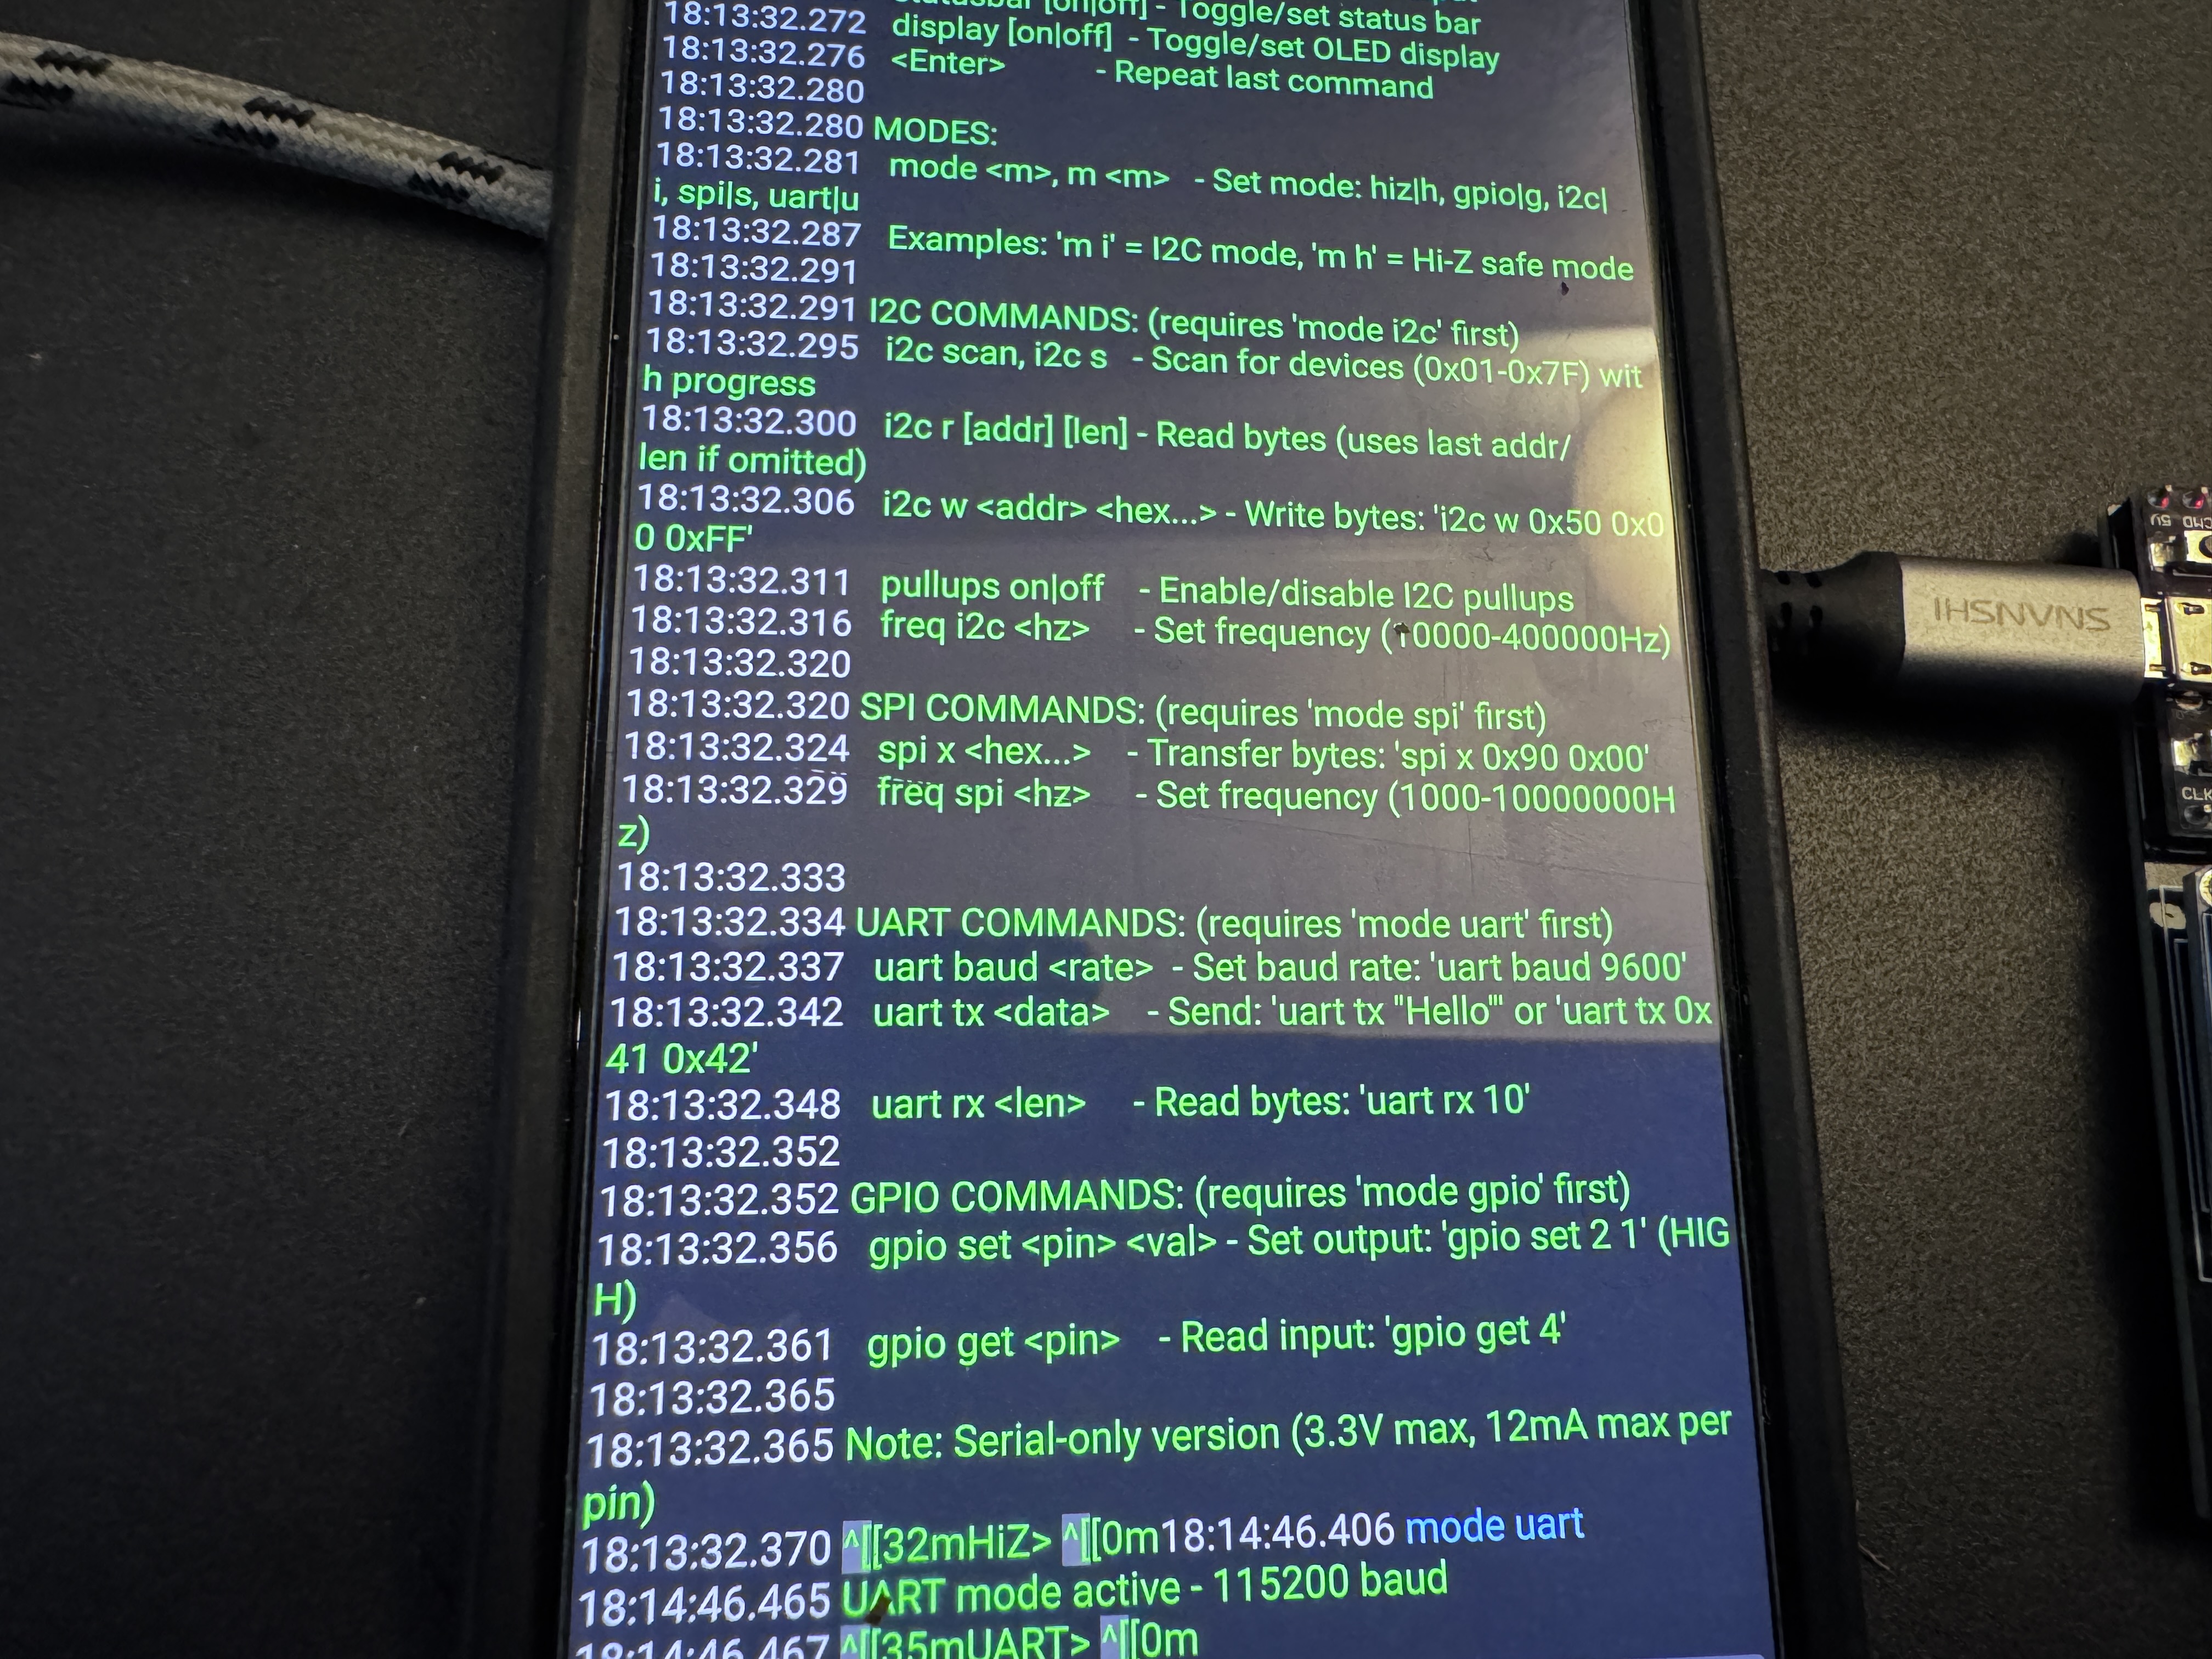 18:13:32.272 statusbar [on|off] - Toggle/set status bar
18:13:32.276 display [on|off] - Toggle/set OLED display
18:13:32.280 <Enter> - Repeat last command
18:13:32.280 MODES:
18:13:32.281 mode <m>, m <m> - Set mode: hiz|h, gpio|g, i2c|
i, spi|s, uart|u
18:13:32.287 Examples: 'm i' = I2C mode, 'm h' = Hi-Z safe mode
18:13:32.291
18:13:32.291 I2C COMMANDS: (requires 'mode i2c' first)
18:13:32.295 i2c scan, i2c s - Scan for devices (0x01-0x7F) wit
h progress
18:13:32.300 i2c r [addr] [len] - Read bytes (uses last addr/
len if omitted)
18:13:32.306 i2c w <addr> <hex...> - Write bytes: 'i2c w 0x50 0x0
0 0xFF'
18:13:32.311 pullups on|off - Enable/disable I2C pullups
18:13:32.316 freq i2c <hz> - Set frequency (10000-400000Hz)
18:13:32.320
18:13:32.320 SPI COMMANDS: (requires 'mode spi' first)
18:13:32.324 spi x <hex...> - Transfer bytes: 'spi x 0x90 0x00'
18:13:32.329 freq spi <hz> - Set frequency (1000-10000000H
z)
18:13:32.333
18:13:32.334 UART COMMANDS: (requires 'mode uart' first)
18:13:32.337 uart baud <rate> - Set baud rate: 'uart baud 9600'
18:13:32.342 uart tx <data> - Send: 'uart tx "Hello"' or 'uart tx 0x
41 0x42'
18:13:32.348 uart rx <len> - Read bytes: 'uart rx 10'
18:13:32.352
18:13:32.352 GPIO COMMANDS: (requires 'mode gpio' first)
18:13:32.356 gpio set <pin> <val> - Set output: 'gpio set 2 1' (HIG
H)
18:13:32.361 gpio get <pin> - Read input: 'gpio get 4'
18:13:32.365
18:13:32.365 Note: Serial-only version (3.3V max, 12mA max per
pin)
18:13:32.370 ^[[32mHiZ> ^[[0m18:14:46.406 mode uart
18:14:46.465 UART mode active - 115200 baud
18:14:46.467 ^[[35mUART> ^[[0m
SNANSHI
5V CMD
CLK